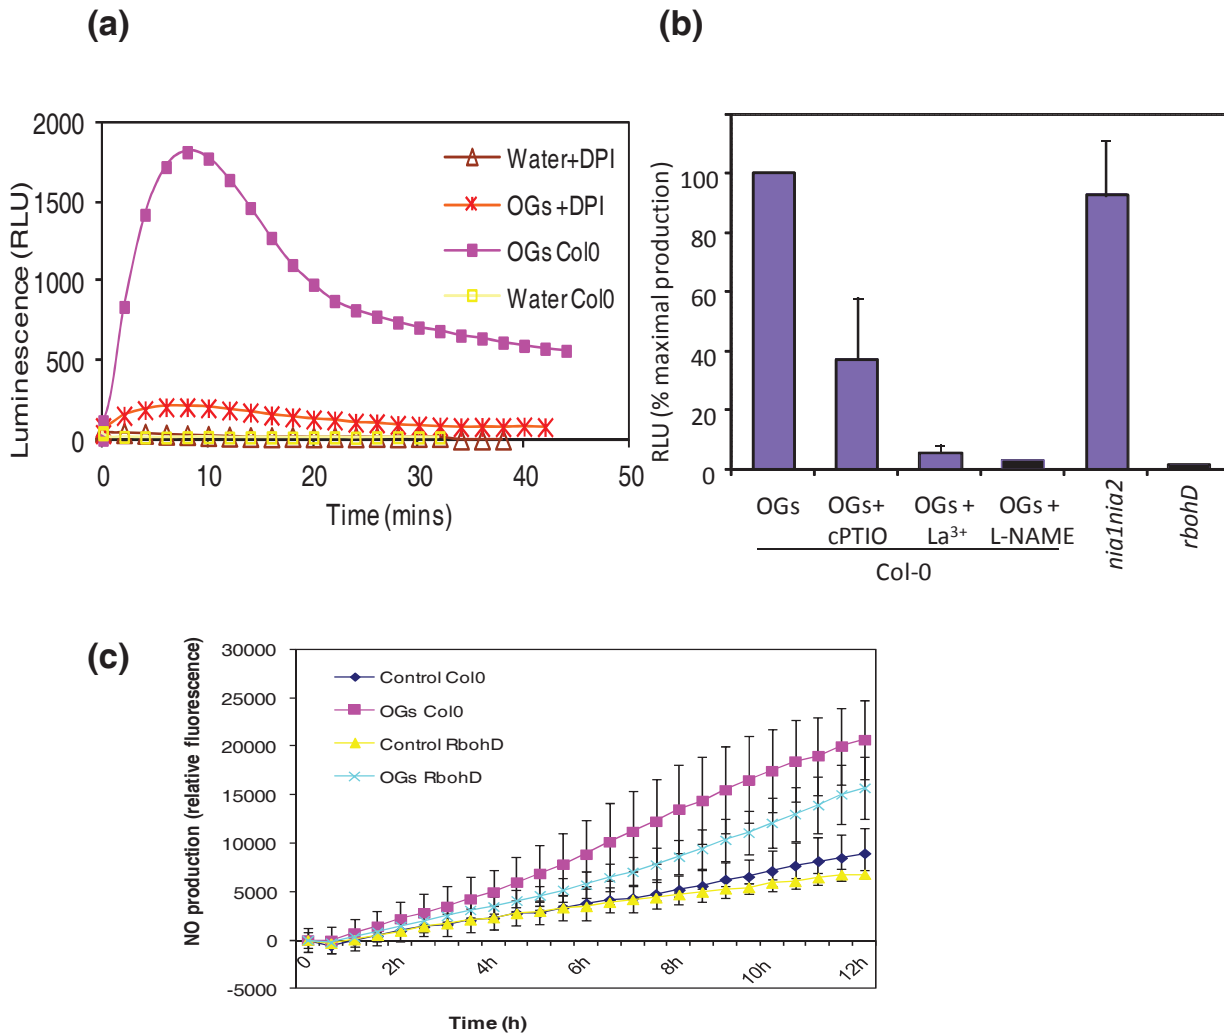 (a)
2000
1500
1000
500
0
Luminescence (RLU)
0 10 20 30 40 50
Time (mins)
Water+DPI
OGs +DPI
OGs Col0
Water Col0
(b)
100
80
60
40
20
0
RLU (% maximal production)
OGs OGs+ OGs + OGs + nia1nia2 rbohD
cPTIO La³⁺ L-NAME
Col-0
(c)
30000
25000
20000
15000
10000
5000
0
-5000
NO production (relative fluorescence)
Control Col0
OGs Col0
Control RbohD
OGs RbohD
0 2h 4h 6h 8h 10h 12h
Time (h)